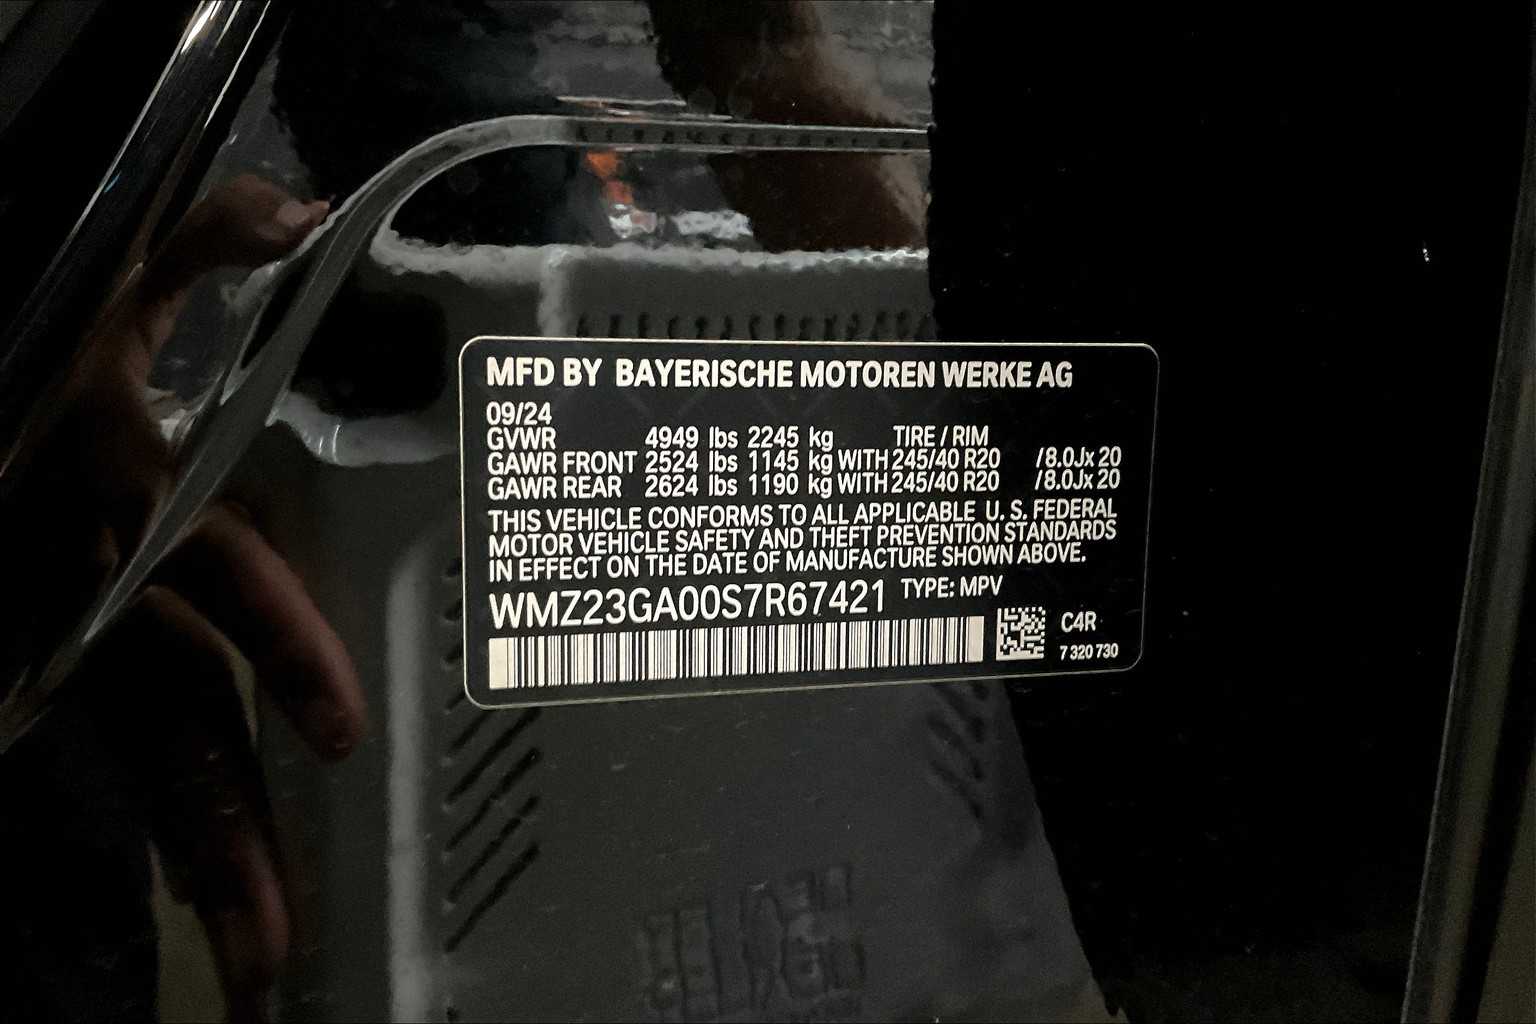 MFD BY BAYERISCHE MOTOREN WERKE AG
09/24
GVWR 4949 lbs 2245 kg TIRE / RIM
GAWR FRONT 2524 lbs 1145 kg WITH 245/40 R20 /8.0Jx 20
GAWR REAR 2624 lbs 1190 kg WITH 245/40 R20 /8.0Jx 20
THIS VEHICLE CONFORMS TO ALL APPLICABLE U. S. FEDERAL
MOTOR VEHICLE SAFETY AND THEFT PREVENTION STANDARDS
IN EFFECT ON THE DATE OF MANUFACTURE SHOWN ABOVE.
WMZ23GA00S7R67421 TYPE: MPV
C4R
7 320 730